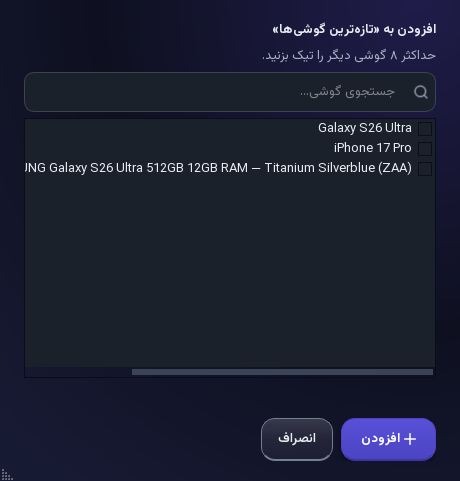 افزودن به «تازه‌ترین گوشی‌ها»
حداکثر ۸ گوشی دیگر را تیک بزنید.
جستجوی گوشی...
Galaxy S26 Ultra
iPhone 17 Pro
Galaxy S26 Ultra 512GB 12GB RAM — Titanium Silverblue (ZAA)
افزودن
انصراف